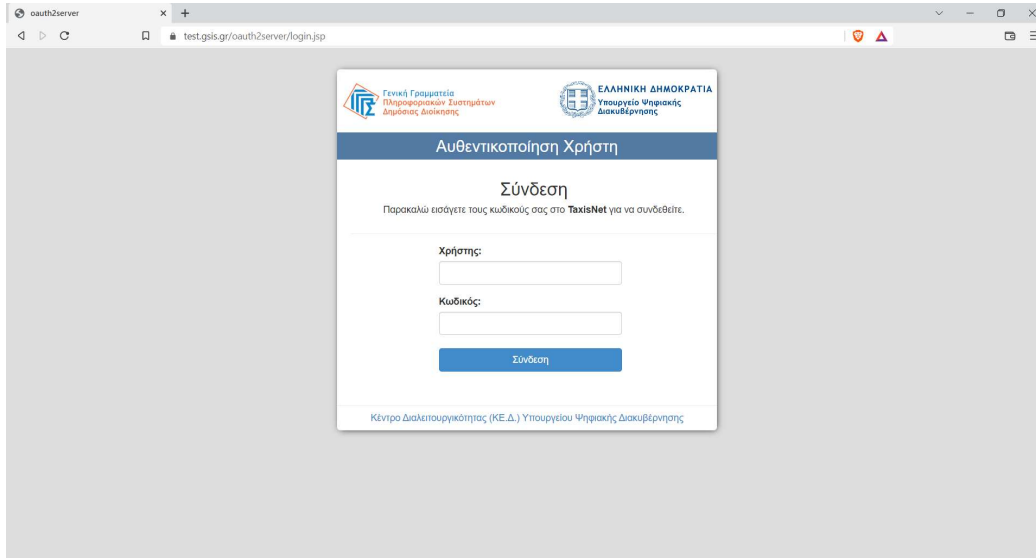 oauth2server
test.gsis.gr/oauth2server/login.jsp
Γενική Γραμματεία
Πληροφοριακών Συστημάτων
Δημόσιας Διοίκησης
ΕΛΛΗΝΙΚΗ ΔΗΜΟΚΡΑΤΙΑ
Υπουργείο Ψηφιακής
Διακυβέρνησης
Αυθεντικοποίηση Χρήστη
Σύνδεση
Παρακαλώ εισάγετε τους κωδικούς σας στο TaxisNet για να συνδεθείτε.
Χρήστης:
Κωδικός:
Σύνδεση
Κέντρο Διαλειτουργικότητας (ΚΕ.Δ.) Υπουργείου Ψηφιακής Διακυβέρνησης